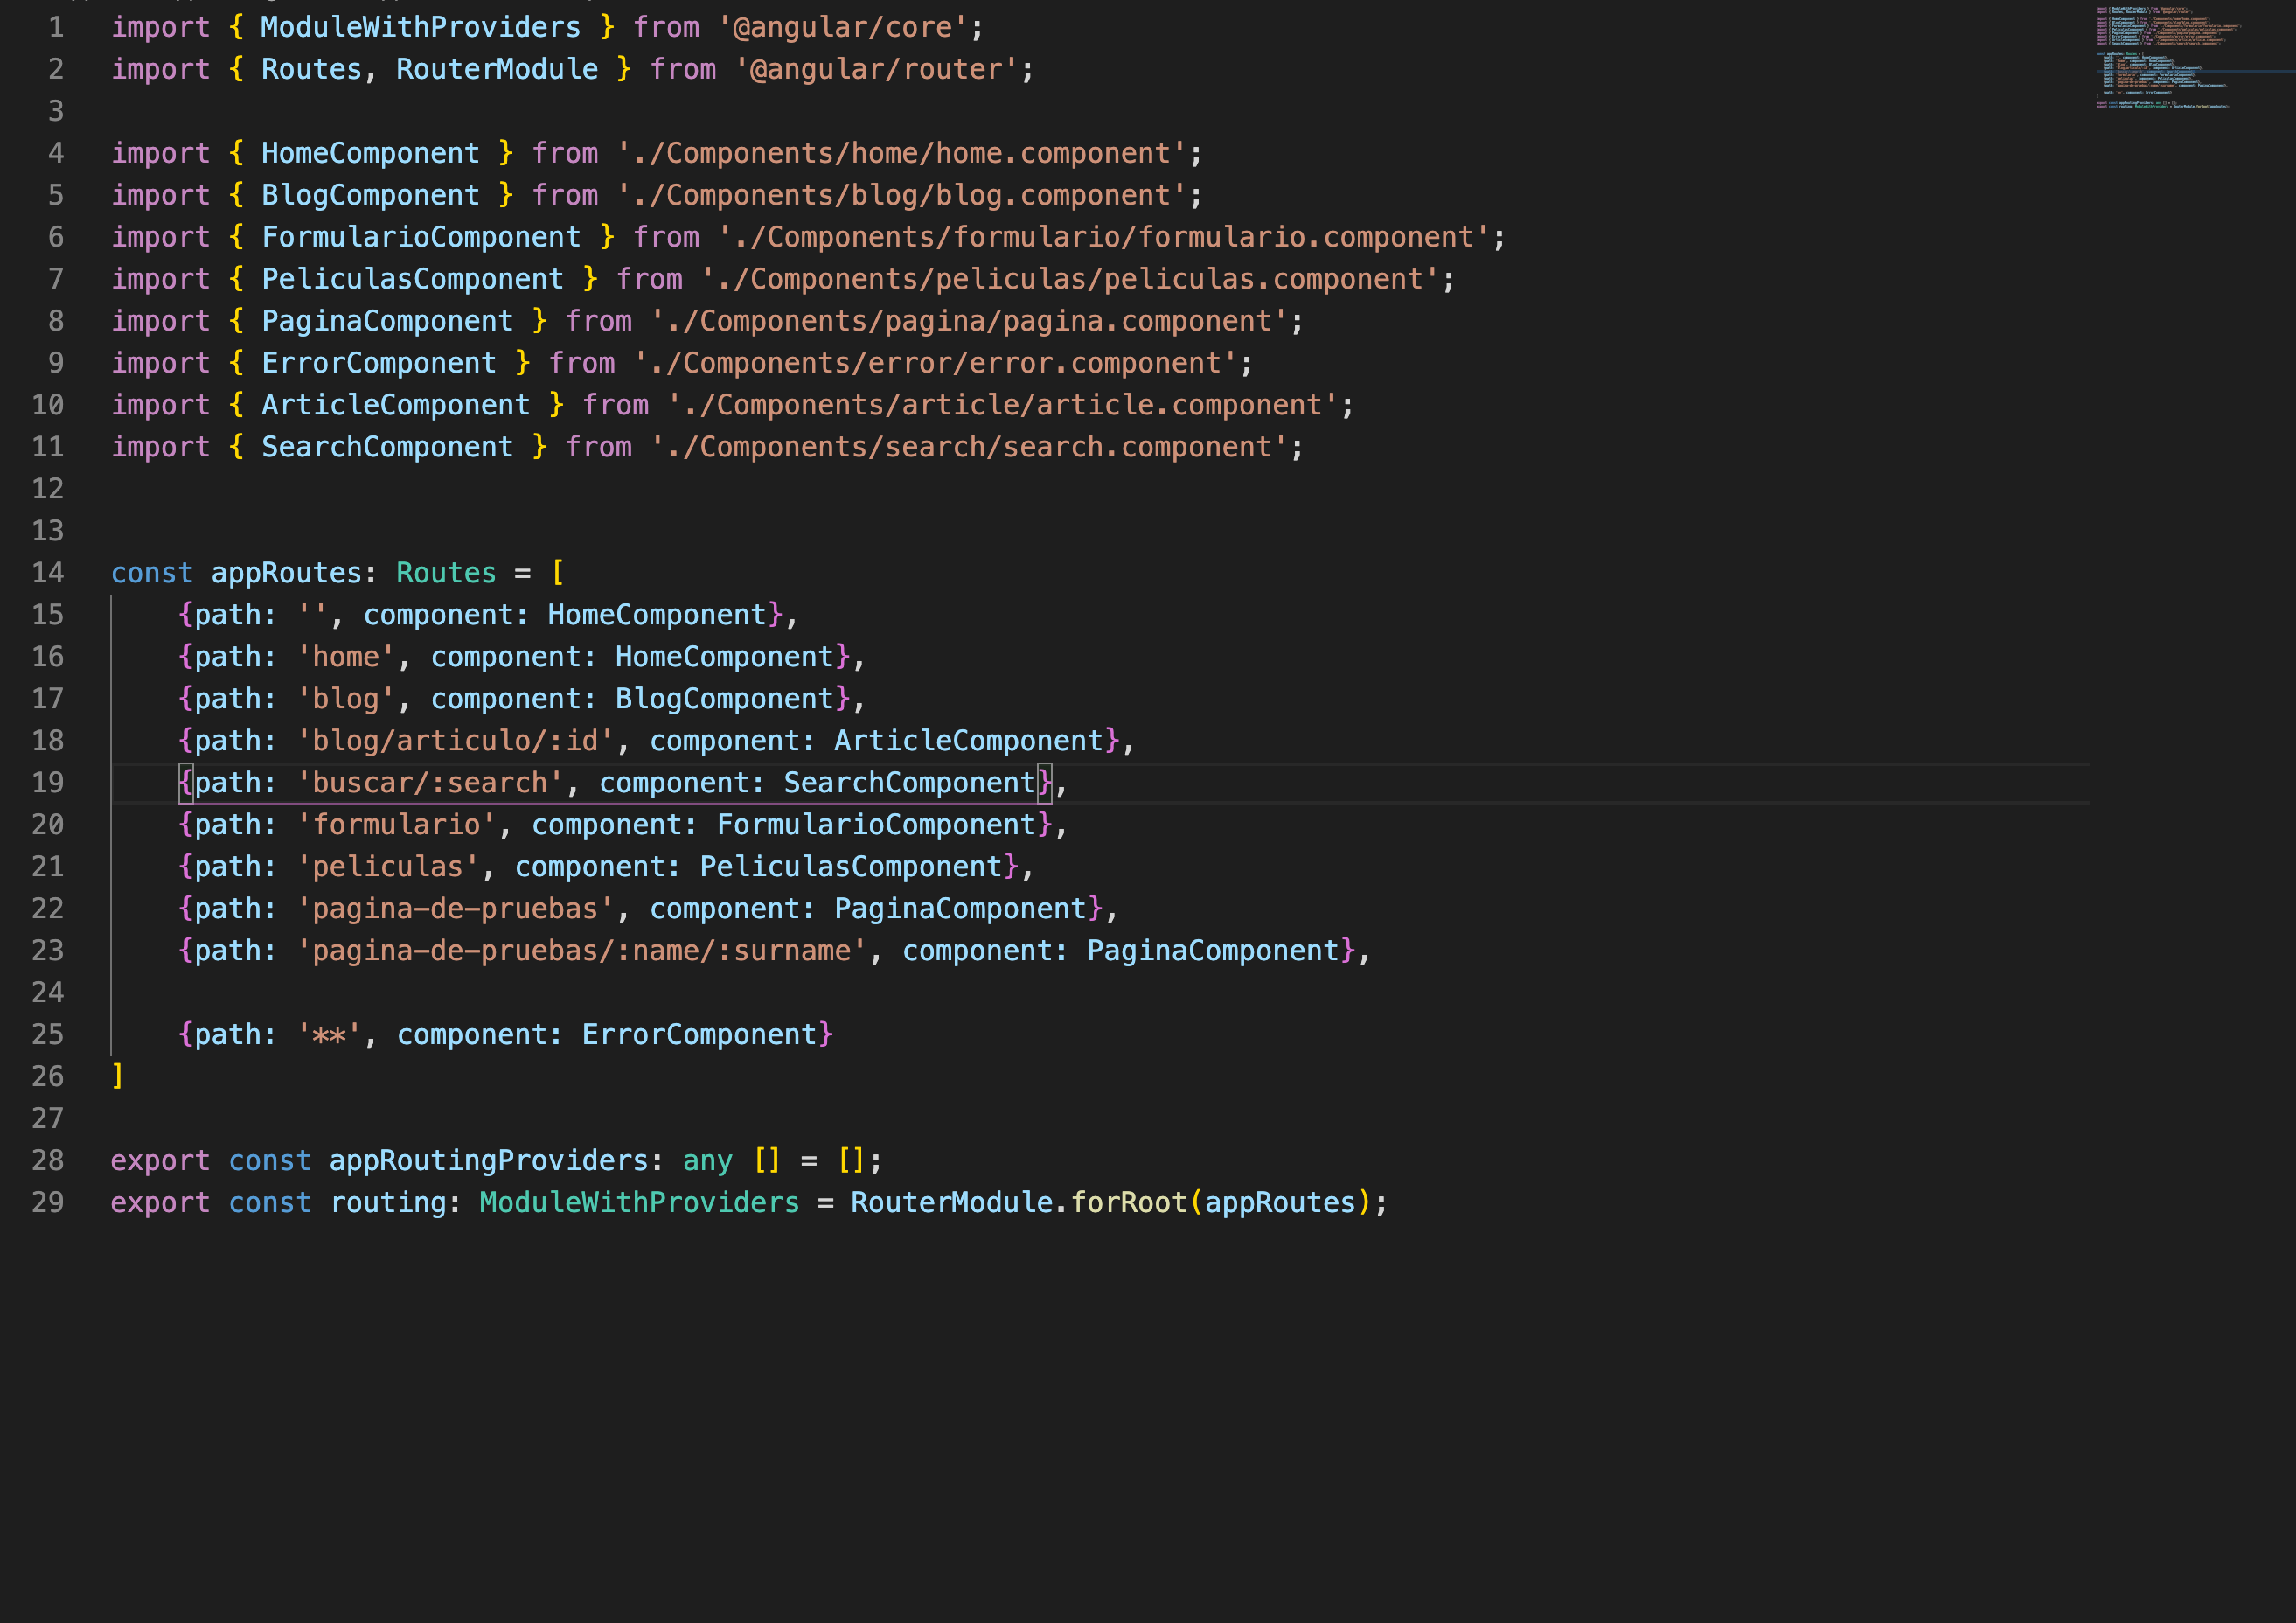 1 import { ModuleWithProviders } from '@angular/core';
2 import { Routes, RouterModule } from '@angular/router';
3
4 import { HomeComponent } from './Components/home/home.component';
5 import { BlogComponent } from './Components/blog/blog.component';
6 import { FormularioComponent } from './Components/formulario/formulario.component';
7 import { PeliculasComponent } from './Components/peliculas/peliculas.component';
8 import { PaginaComponent } from './Components/pagina/pagina.component';
9 import { ErrorComponent } from './Components/error/error.component';
10 import { ArticleComponent } from './Components/article/article.component';
11 import { SearchComponent } from './Components/search/search.component';
12
13
14 const appRoutes: Routes = [
15     {path: '', component: HomeComponent},
16     {path: 'home', component: HomeComponent},
17     {path: 'blog', component: BlogComponent},
18     {path: 'blog/articulo/:id', component: ArticleComponent},
19     {path: 'buscar/:search', component: SearchComponent},
20     {path: 'formulario', component: FormularioComponent},
21     {path: 'peliculas', component: PeliculasComponent},
22     {path: 'pagina-de-pruebas', component: PaginaComponent},
23     {path: 'pagina-de-pruebas/:name/:surname', component: PaginaComponent},
24
25     {path: '**', component: ErrorComponent}
26 ]
27
28 export const appRoutingProviders: any [] = [];
29 export const routing: ModuleWithProviders = RouterModule.forRoot(appRoutes);